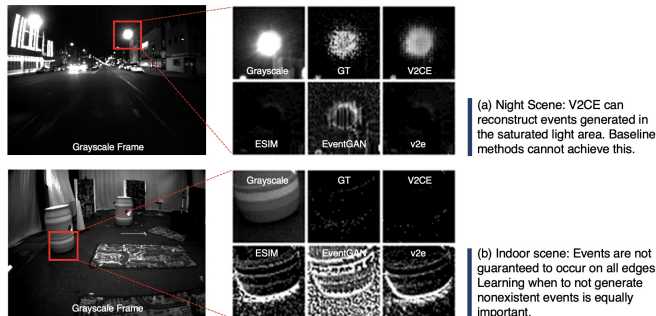 Grayscale Frame
Grayscale
GT
V2CE
ESIM
EventGAN
v2e
(a) Night Scene: V2CE can
reconstruct events generated in
the saturated light area. Baseline
methods cannot achieve this.
Grayscale Frame
Grayscale
GT
V2CE
ESIM
EventGAN
v2e
(b) Indoor scene: Events are not
guaranteed to occur on all edges
Learning when to not generate
nonexistent events is equally
important.